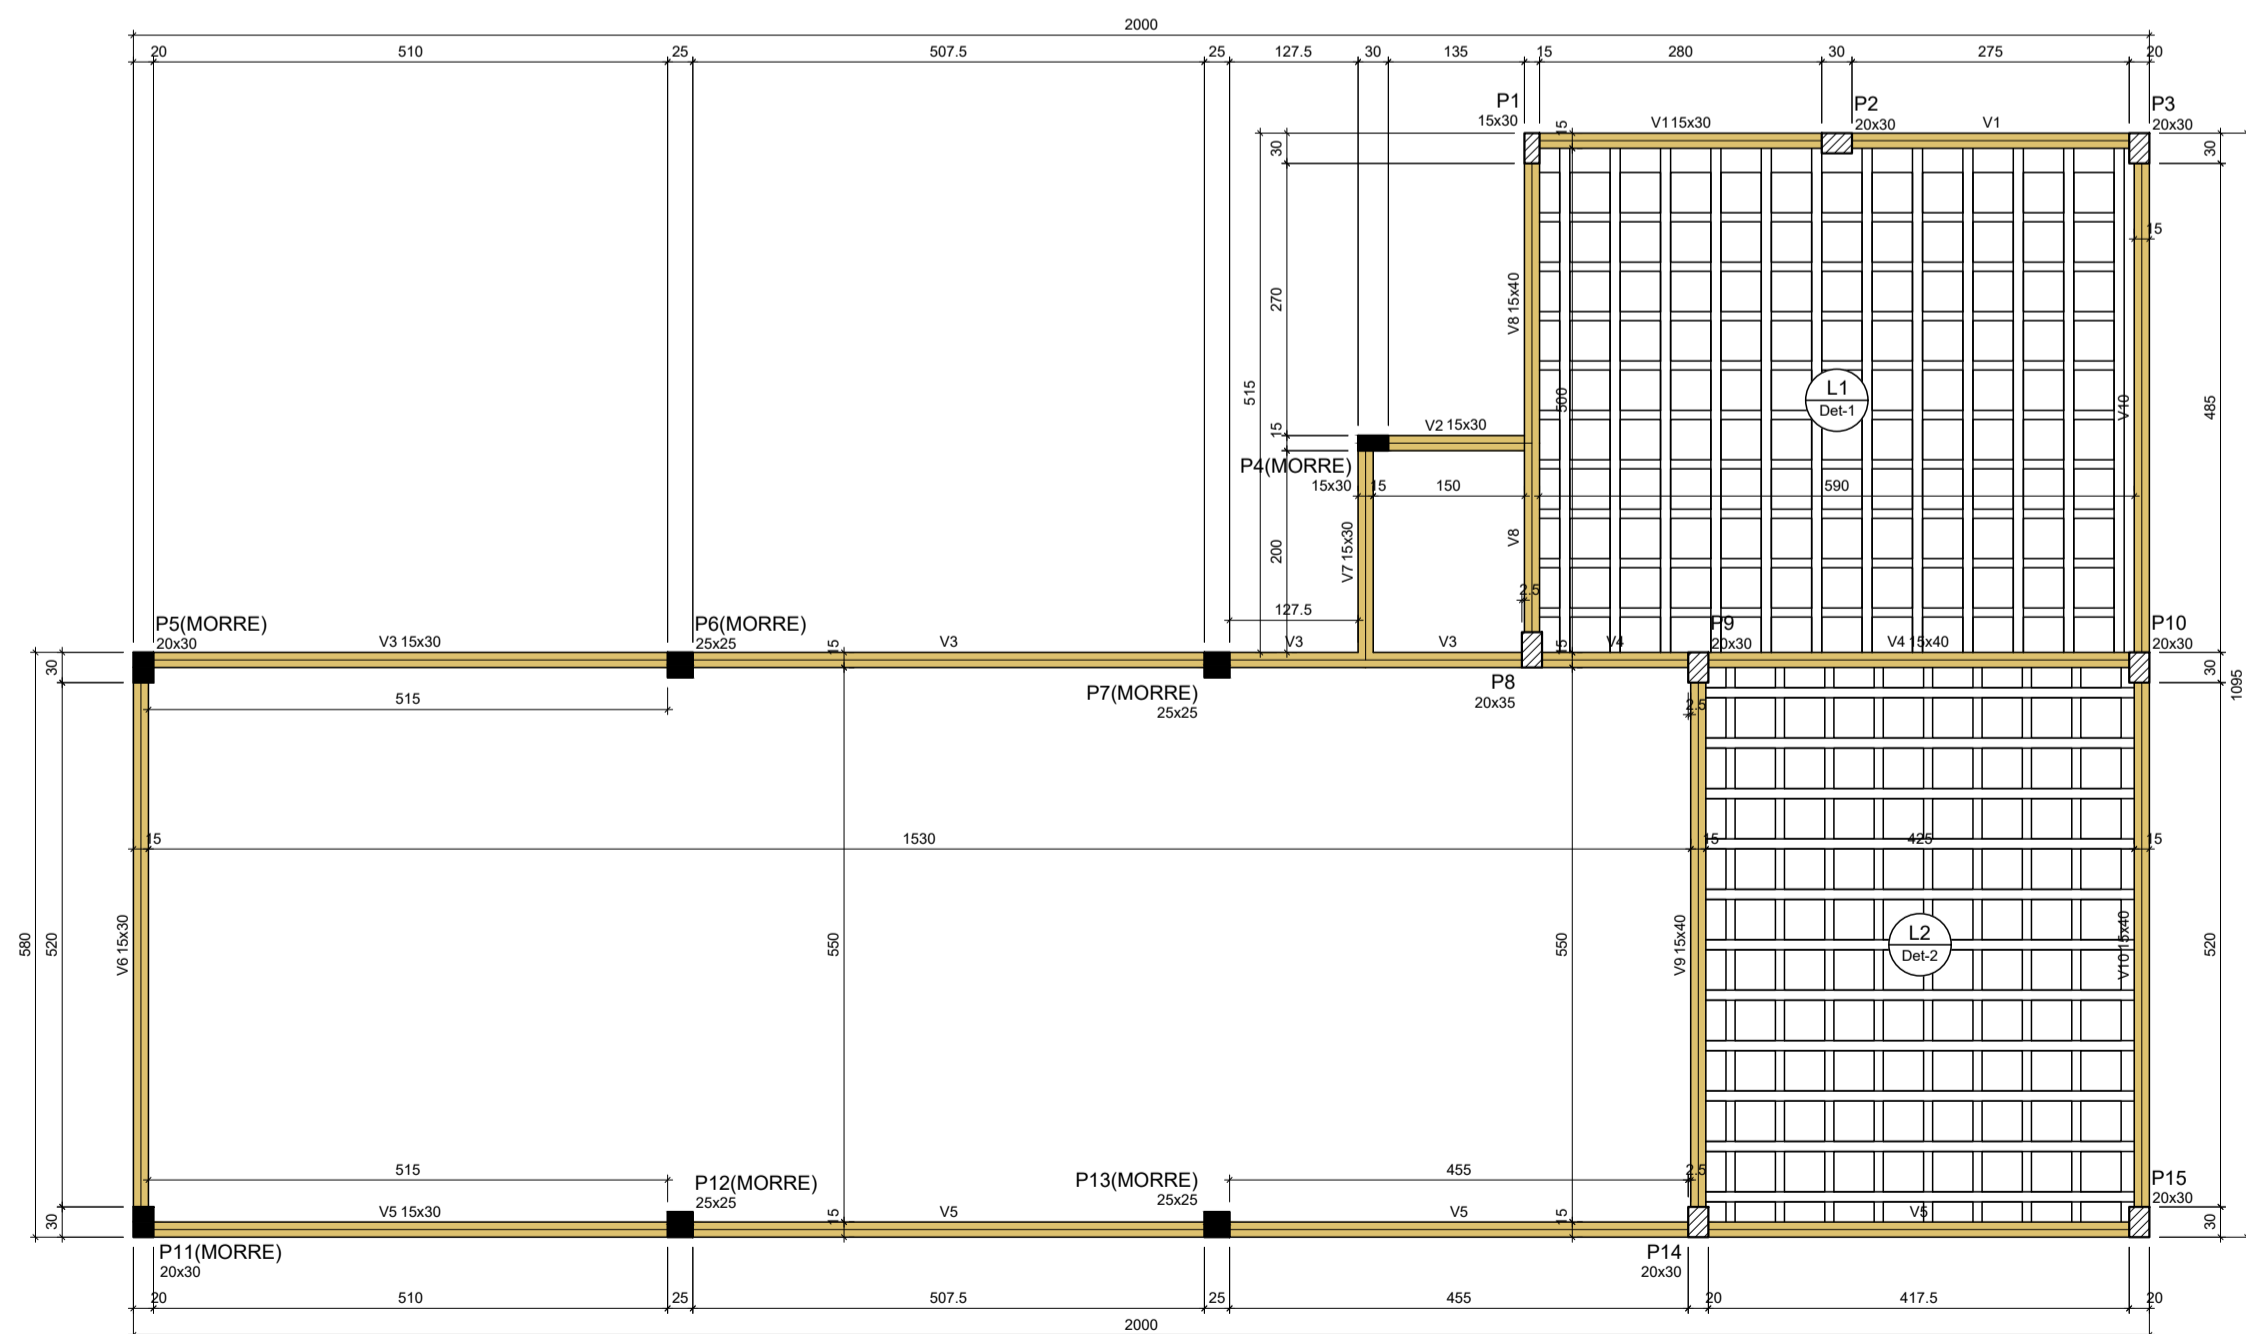 2000
20 510 25 507.5 25 127.5 30 135 15 280 30 275 20
P1
15x30
P2
20x30
P3
20x30
V1 15x30
V1
15
30
30
15
270
V8 15x40
515
500
L1
Det-1
V10
485
15
V2 15x30
P4(MORRE)
15x30
15
150
590
V7 15x30
200
V8
2.5
127.5
P5(MORRE)
20x30
V3 15x30
P6(MORRE)
25x25
15
V3
V3
V3
15
V4
P9
20x30
V4 15x40
P10
20x30
30
30
1095
515
P7(MORRE)
25x25
P8
20x35
2.5
15
1530
15
425
15
580
520
V6 15x30
550
550
V9 15x40
L2
Det-2
V10 15x40
520
515
P12(MORRE)
25x25
P13(MORRE)
25x25
455
2.5
P15
20x30
30
V5 15x30
15
V5
V5
15
V5
30
P11(MORRE)
20x30
P14
20x30
20 510 25 507.5 25 455 20 417.5 20
2000